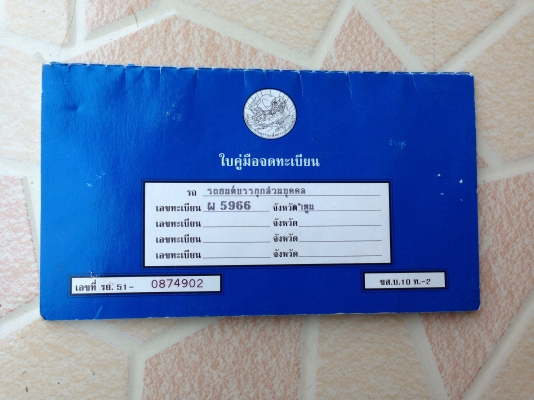 ใบคู่มือจดทะเบียน
รถ รถยนต์บรรทุกส่วนบุคคล
เลขทะเบียน ผ 5966 จังหวัด
เลขทะเบียน จังหวัด
เลขทะเบียน จังหวัด
เลขทะเบียน จังหวัด
เลขที่ รย. 51- 0874902
ขส.บ.10 ท.-2